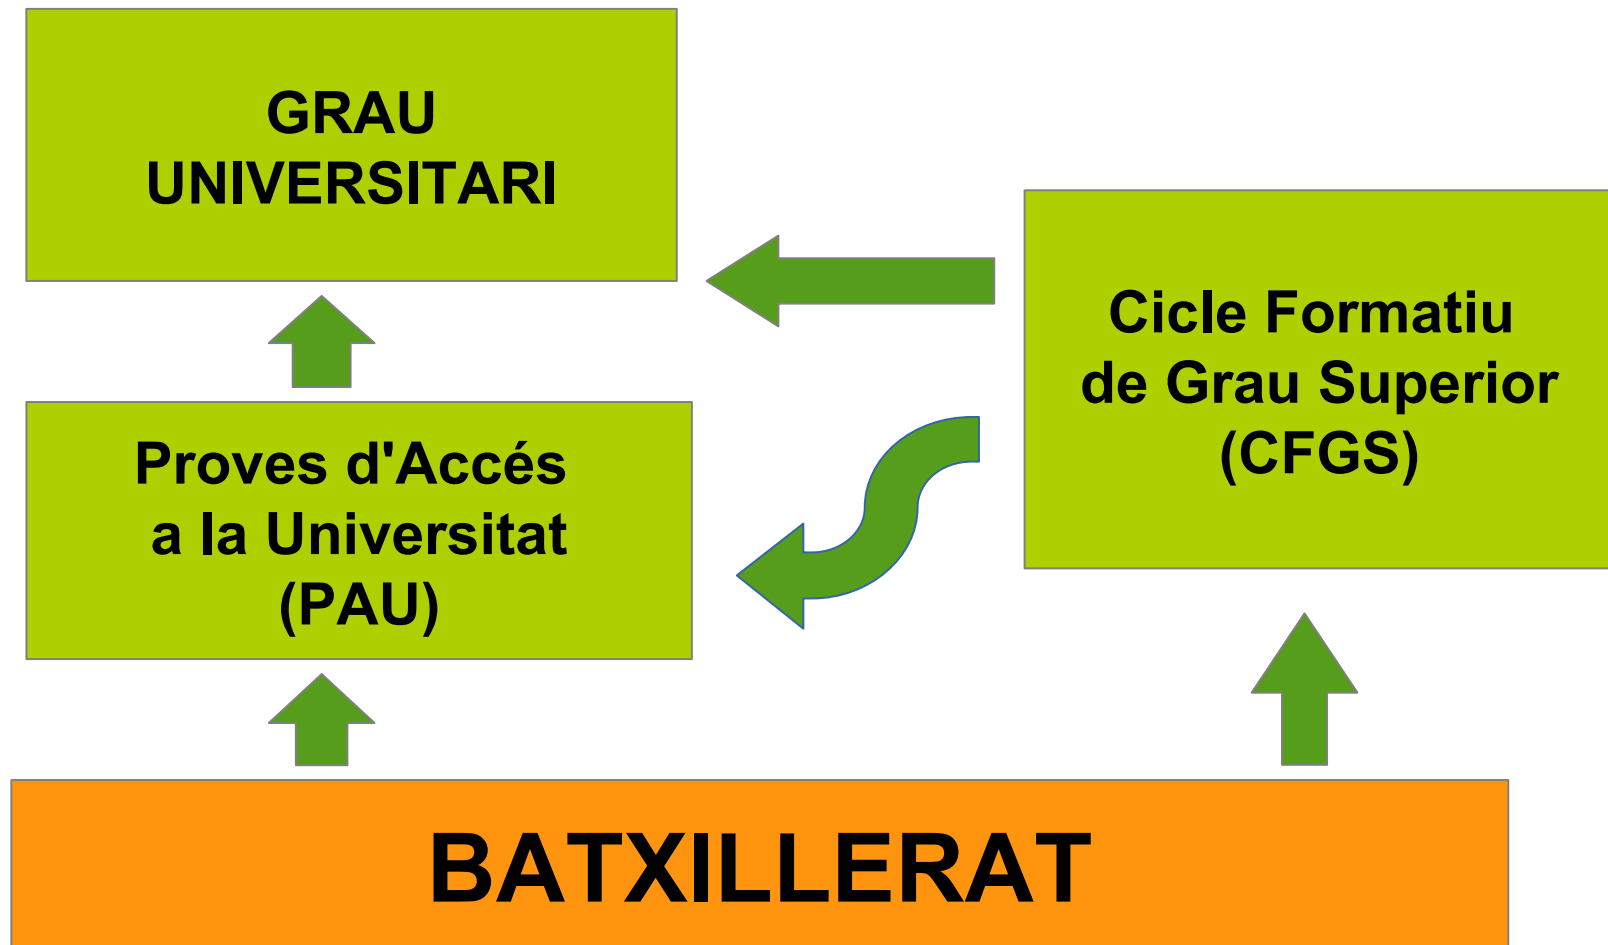 GRAU
UNIVERSITARI
Cicle Formatiu
de Grau Superior
(CFGS)
Proves d'Accés
a la Universitat
(PAU)
BATXILLERAT